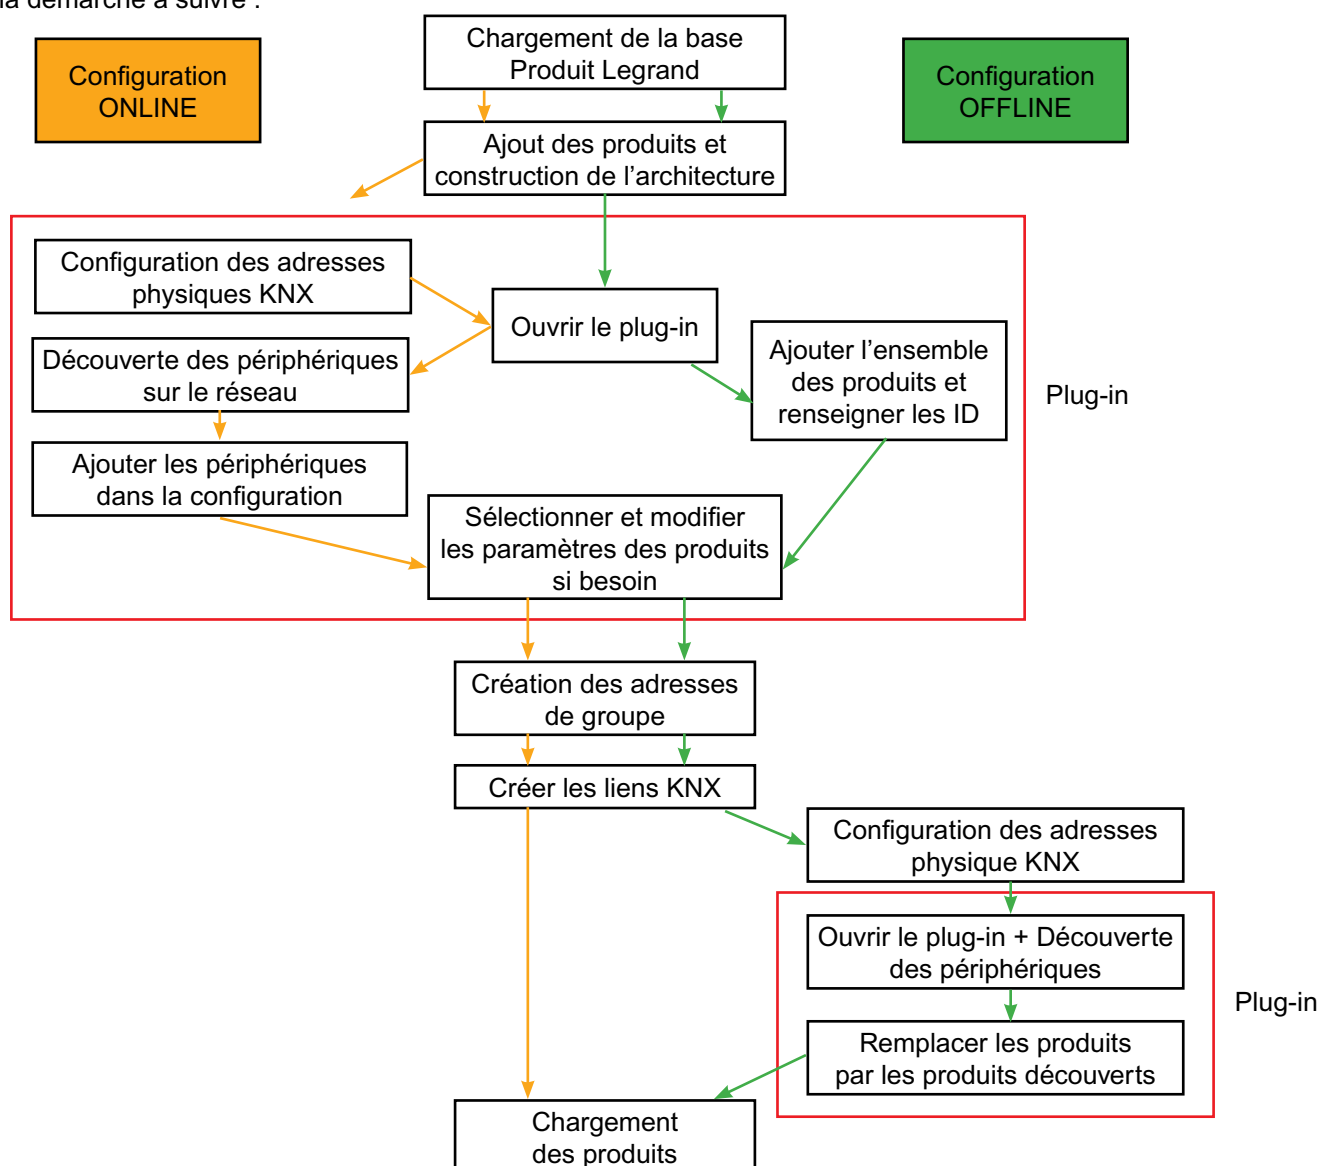 la démarche à suivre :
Chargement de la base
Produit Legrand
Configuration
ONLINE
Configuration
OFFLINE
Ajout des produits et
construction de l'architecture
Configuration des adresses
physiques KNX
Ouvrir le plug-in
Découverte des périphériques
sur le réseau
Ajouter l'ensemble
des produits et
renseigner les ID
Plug-in
Ajouter les périphériques
dans la configuration
Sélectionner et modifier
les paramètres des produits
si besoin
Création des adresses
de groupe
Créer les liens KNX
Configuration des adresses
physique KNX
Ouvrir le plug-in + Découverte
des périphériques
Plug-in
Remplacer les produits
par les produits découverts
Chargement
des produits